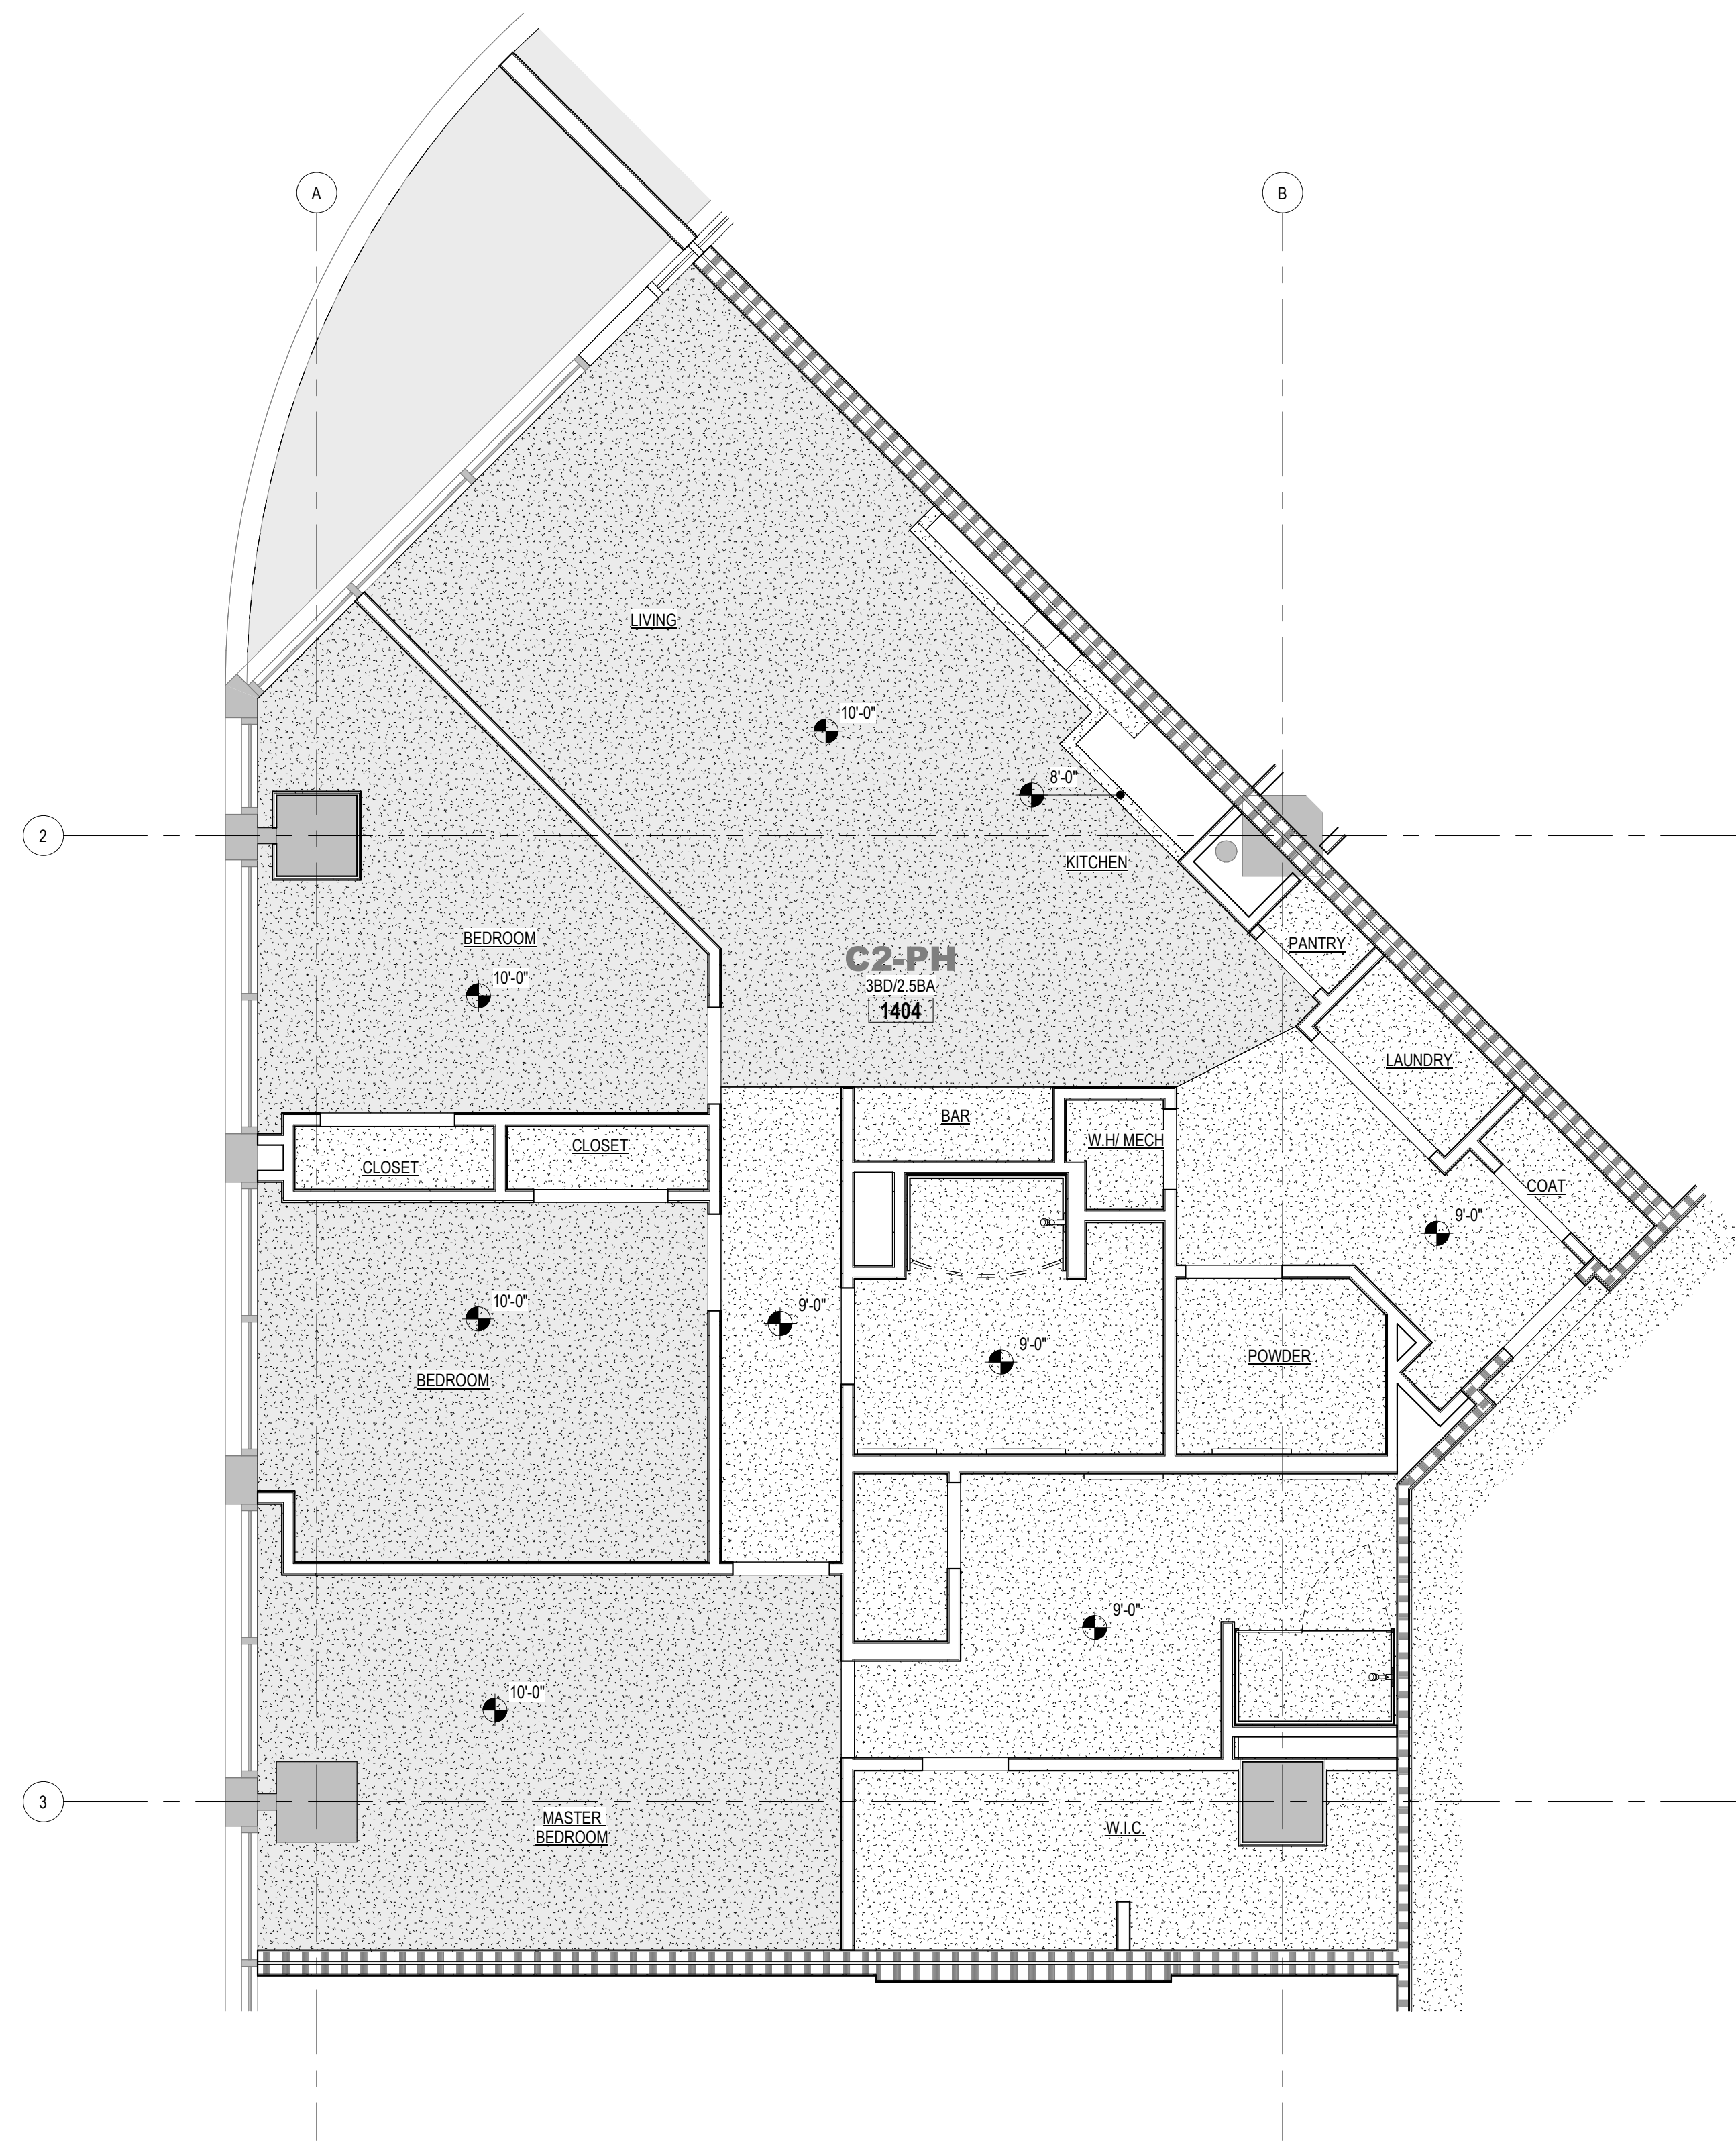 A
B
LIVING
10'-0"
8'-0"
2
KITCHEN
BEDROOM
PANTRY
C2-PH
10'-0"
3BD/2.5BA
1404
LAUNDRY
BAR
W.H/ MECH
CLOSET
CLOSET
COAT
9'-0"
10'-0"
9'-0"
9'-0"
POWDER
BEDROOM
9'-0"
10'-0"
3
MASTER
BEDROOM
W.I.C.